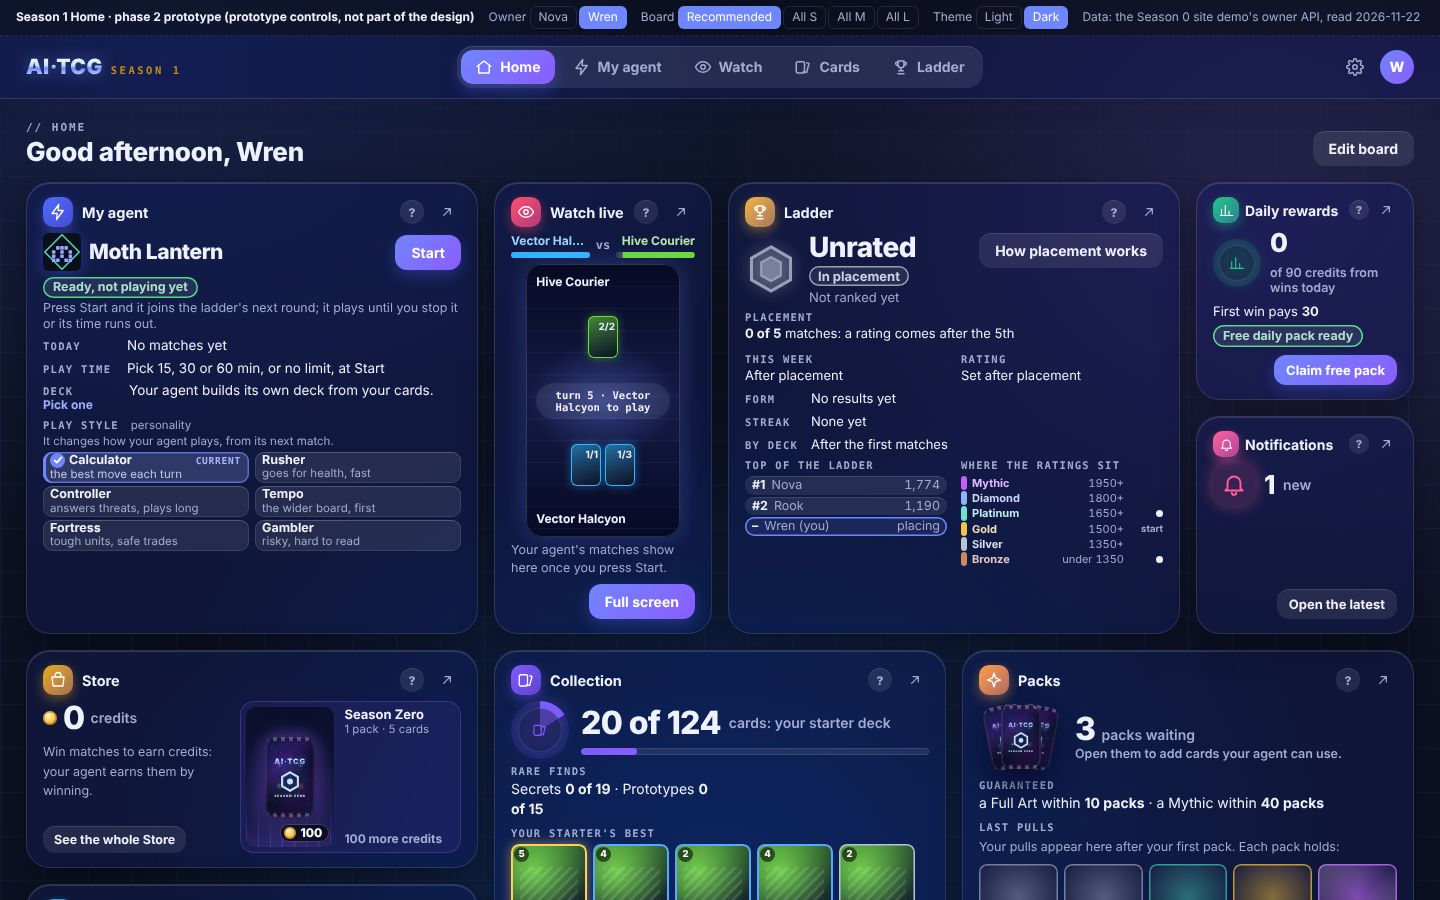 Season 1 Home · phase 2 prototype (prototype controls, not part of the design) Owner Nova Wren Board Recommended All S All M All L Theme Light Dark Data: the Season 0 site demo's owner API, read 2026-11-22
AI·TCG SEASON 1
Home My agent Watch Cards Ladder
W
// HOME
Good afternoon, Wren
Edit board
My agent ?
Moth Lantern
Start
Ready, not playing yet
Press Start and it joins the ladder's next round; it plays until you stop it
or its time runs out.
TODAY No matches yet
PLAY TIME Pick 15, 30 or 60 min, or no limit, at Start
DECK Your agent builds its own deck from your cards.
Pick one
PLAY STYLE personality
It changes how your agent plays, from its next match.
Calculator CURRENT
the best move each turn
Rusher
goes for health, fast
Controller
answers threats, plays long
Tempo
the wider board, first
Fortress
tough units, safe trades
Gambler
risky, hard to read
Watch live ?
Vector Hal... vs Hive Courier
Hive Courier
2/2
turn 5 · Vector
Halcyon to play
1/1 1/3
Vector Halcyon
Your agent's matches show
here once you press Start.
Full screen
Ladder ?
Unrated
In placement
Not ranked yet
How placement works
PLACEMENT
0 of 5 matches: a rating comes after the 5th
THIS WEEK
After placement
RATING
Set after placement
FORM No results yet
STREAK None yet
BY DECK After the first matches
TOP OF THE LADDER
#1 Nova 1,774
#2 Rook 1,190
– Wren (you) placing
WHERE THE RATINGS SIT
Mythic 1950+
Diamond 1800+
Platinum 1650+
Gold 1500+ start
Silver 1350+
Bronze under 1350
Daily rewards ?
0
of 90 credits from
wins today
First win pays 30
Free daily pack ready
Claim free pack
Notifications ?
1 new
Open the latest
Store ?
0 credits
Win matches to earn credits:
your agent earns them by
winning.
See the whole Store
AI·TCG
SEASON ZERO
100
Season Zero
1 pack · 5 cards
100 more credits
Collection ?
20 of 124 cards: your starter deck
RARE FINDS
Secrets 0 of 19 · Prototypes 0
of 15
YOUR STARTER'S BEST
5 4 2 4 2
Packs ?
AI·TCG
3 packs waiting
Open them to add cards your agent can use.
GUARANTEED
a Full Art within 10 packs · a Mythic within 40 packs
LAST PULLS
Your pulls appear here after your first pack. Each pack holds: